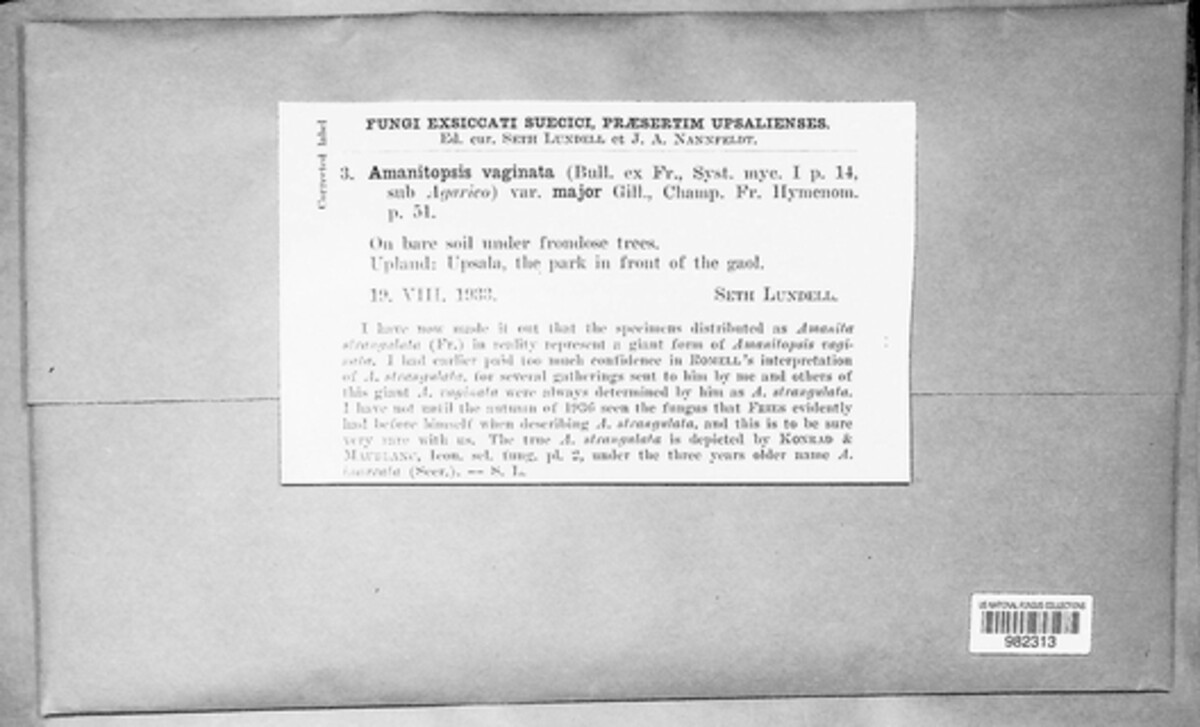 Corrected label
FUNGI EXSICCATI SUECICI, PRÆSERTIM UPSALIENSES.
Ed. cur. SETH LUNDELL et J. A. NANNFELDT.
3. Amanitopsis vaginata (Bull. ex Fr., Syst. myc. I p. 14,
sub Agarico) var. major Gill., Champ. Fr. Hymenom.
p. 51.
On bare soil under frondose trees.
Upland: Upsala, the park in front of the gaol.
19. VIII. 1933. SETH LUNDELL.
I have now made it out that the specimens distributed as Amanita
strangulata (Fr.) in reality represent a giant form of Amanitopsis vagi-
nata. I had earlier paid too much confidence in ROMELL's interpretation
of A. strangulata, for several gatherings sent to him by me and others of
this giant A. vaginata were always determined by him as A. strangulata.
I have not until the autumn of 1936 seen the fungus that FRIES evidently
had before himself when describing A. strangulata, and this is to be sure
very rare with us. The true A. strangulata is depicted by KONRAD &
MAUBLANC, Icon. sel. fung. pl. 2, under the three years older name A.
inaurata (Secr.). — S. L.
US NATIONAL FUNGUS COLLECTIONS
982313